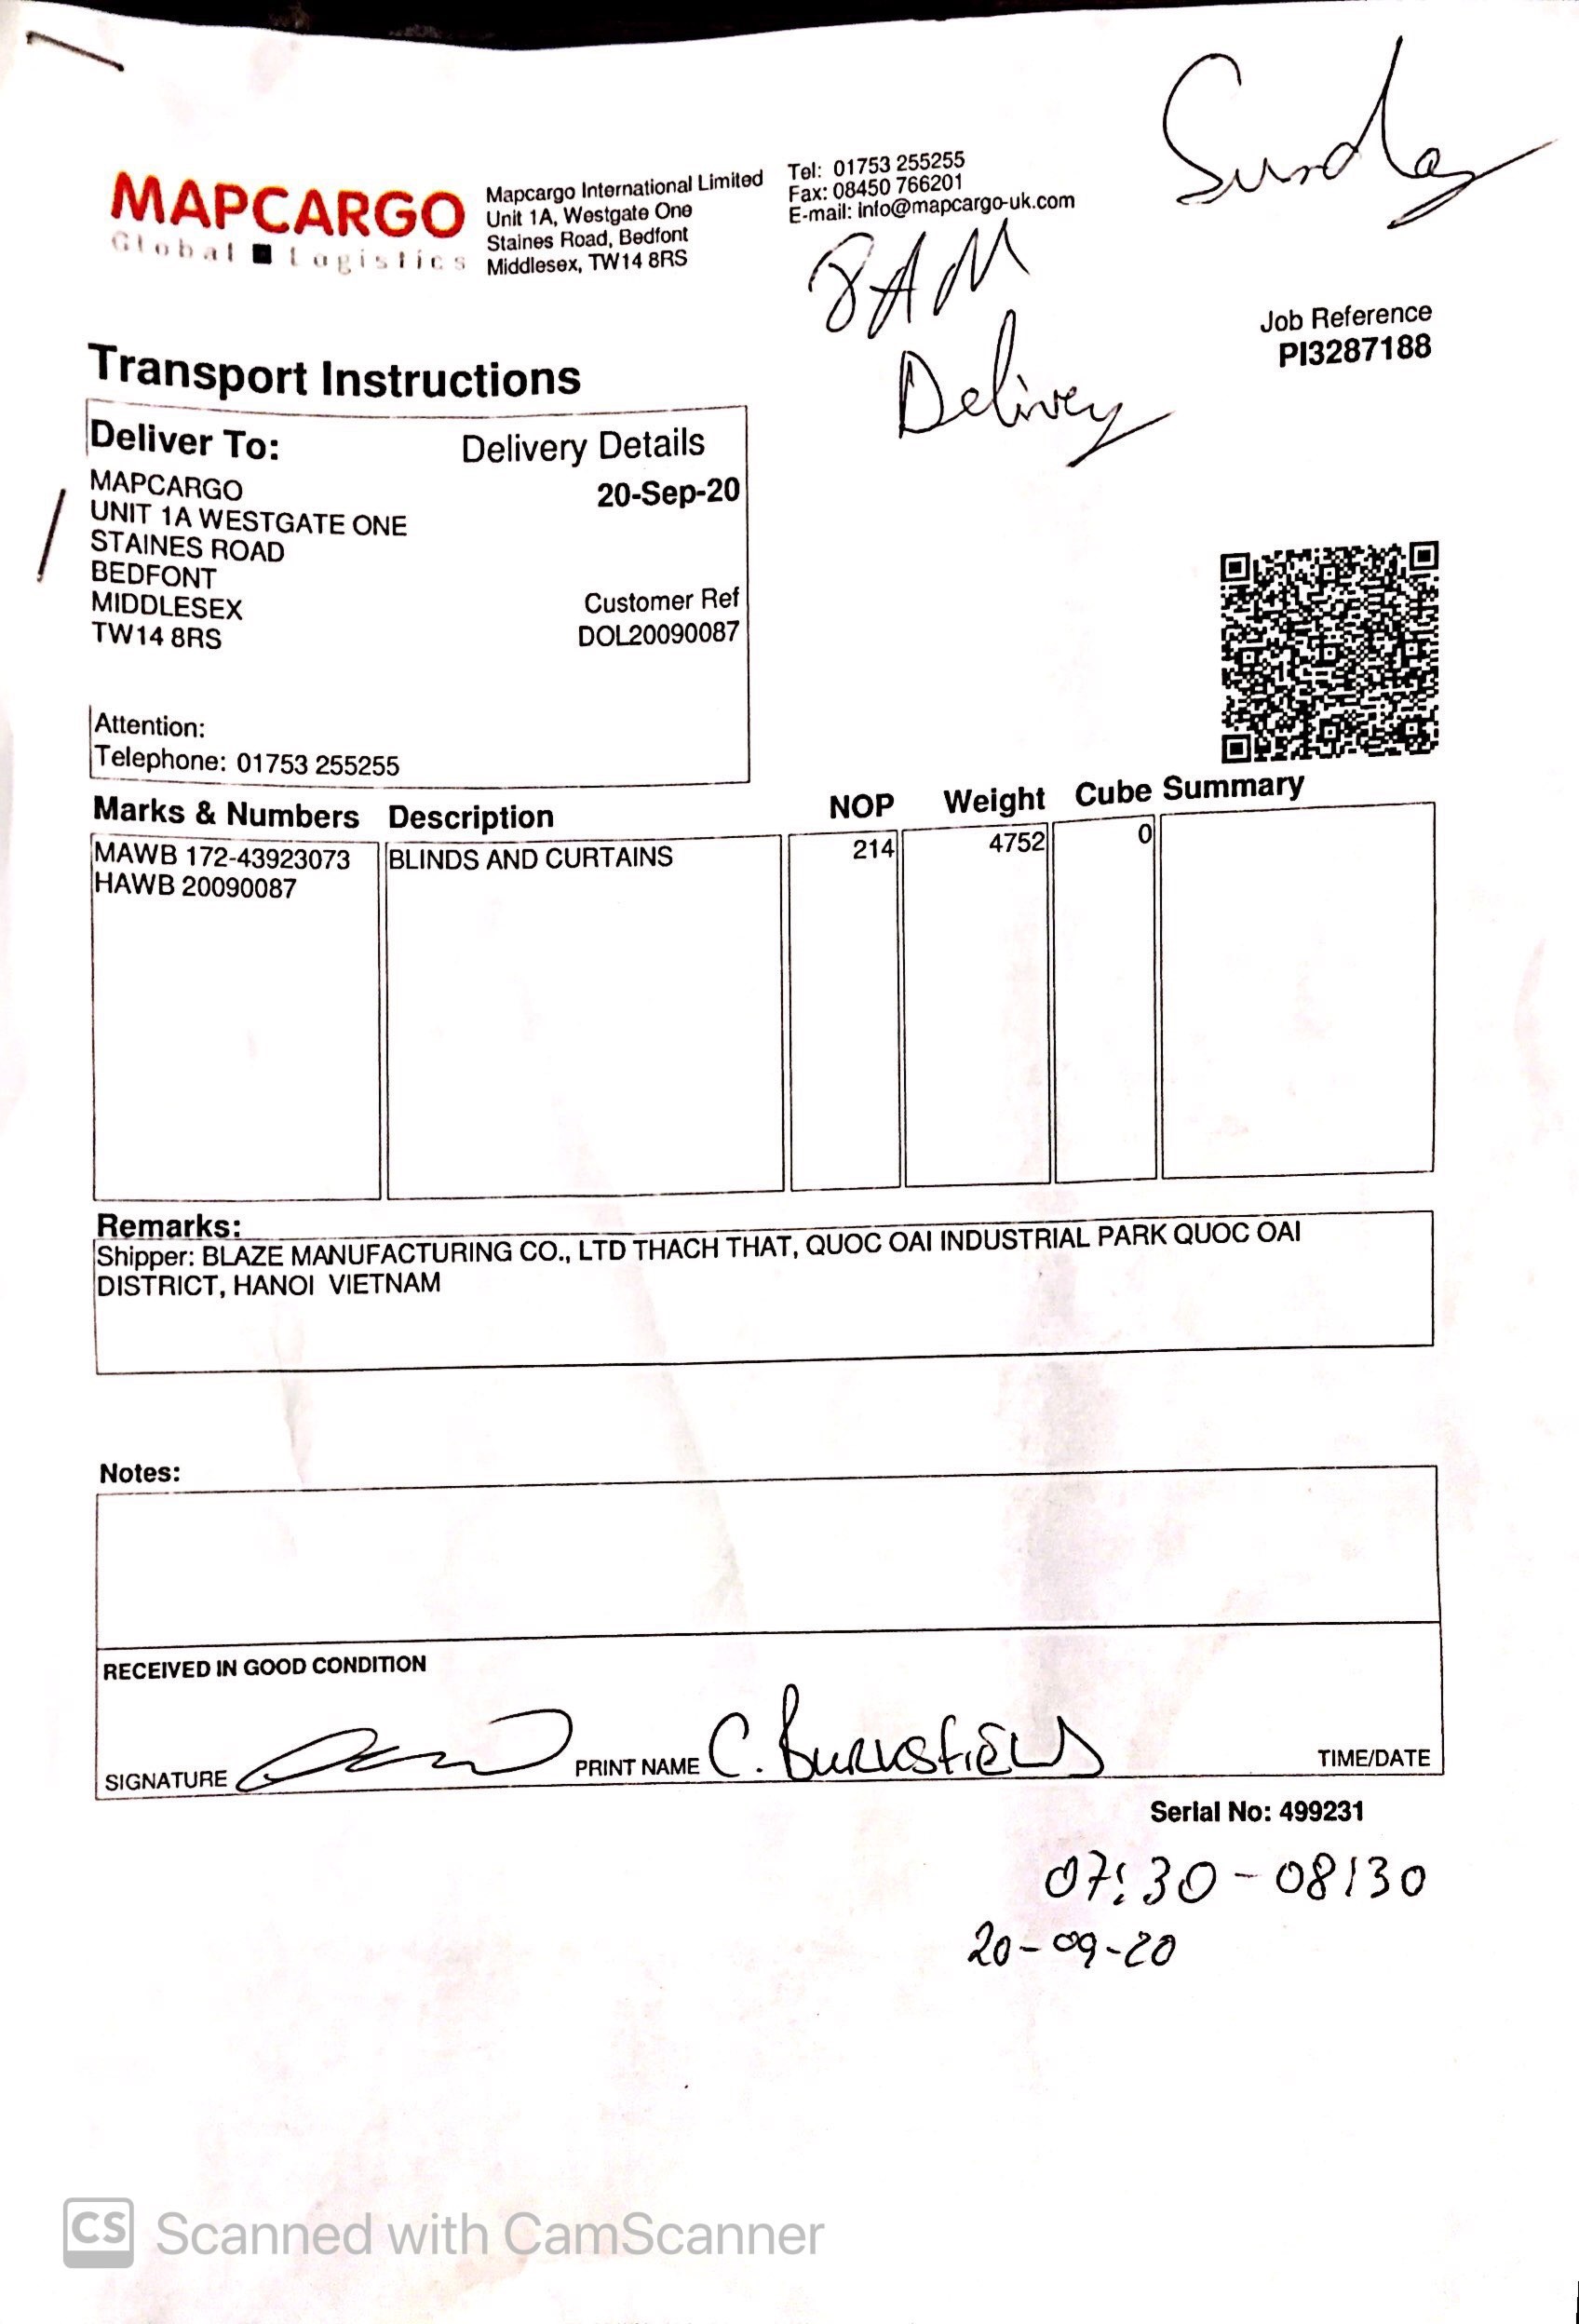 Sunday
MAPCARGO
Global Logistics
Mapcargo International Limited
Unit 1A, Westgate One
Staines Road, Bedfont
Middlesex, TW14 8RS
Tel: 01753 255255
Fax: 08450 766201
E-mail: info@mapcargo-uk.com
8AM
Delivery
Job Reference
PI3287188
Transport Instructions
Deliver To:
MAPCARGO
UNIT 1A WESTGATE ONE
STAINES ROAD
BEDFONT
MIDDLESEX
TW14 8RS
Delivery Details
20-Sep-20
Customer Ref
DOL20090087
Attention:
Telephone: 01753 255255
Marks & Numbers Description NOP Weight Cube Summary
MAWB 172-43923073 BLINDS AND CURTAINS 214 4752 0
HAWB 20090087
Remarks:
Shipper: BLAZE MANUFACTURING CO., LTD THACH THAT, QUOC OAI INDUSTRIAL PARK QUOC OAI
DISTRICT, HANOI VIETNAM
Notes:
RECEIVED IN GOOD CONDITION
SIGNATURE PRINT NAME C. TIME/DATE
Serial No: 499231
07:30-08:30
20-09-20
CS Scanned with CamScanner